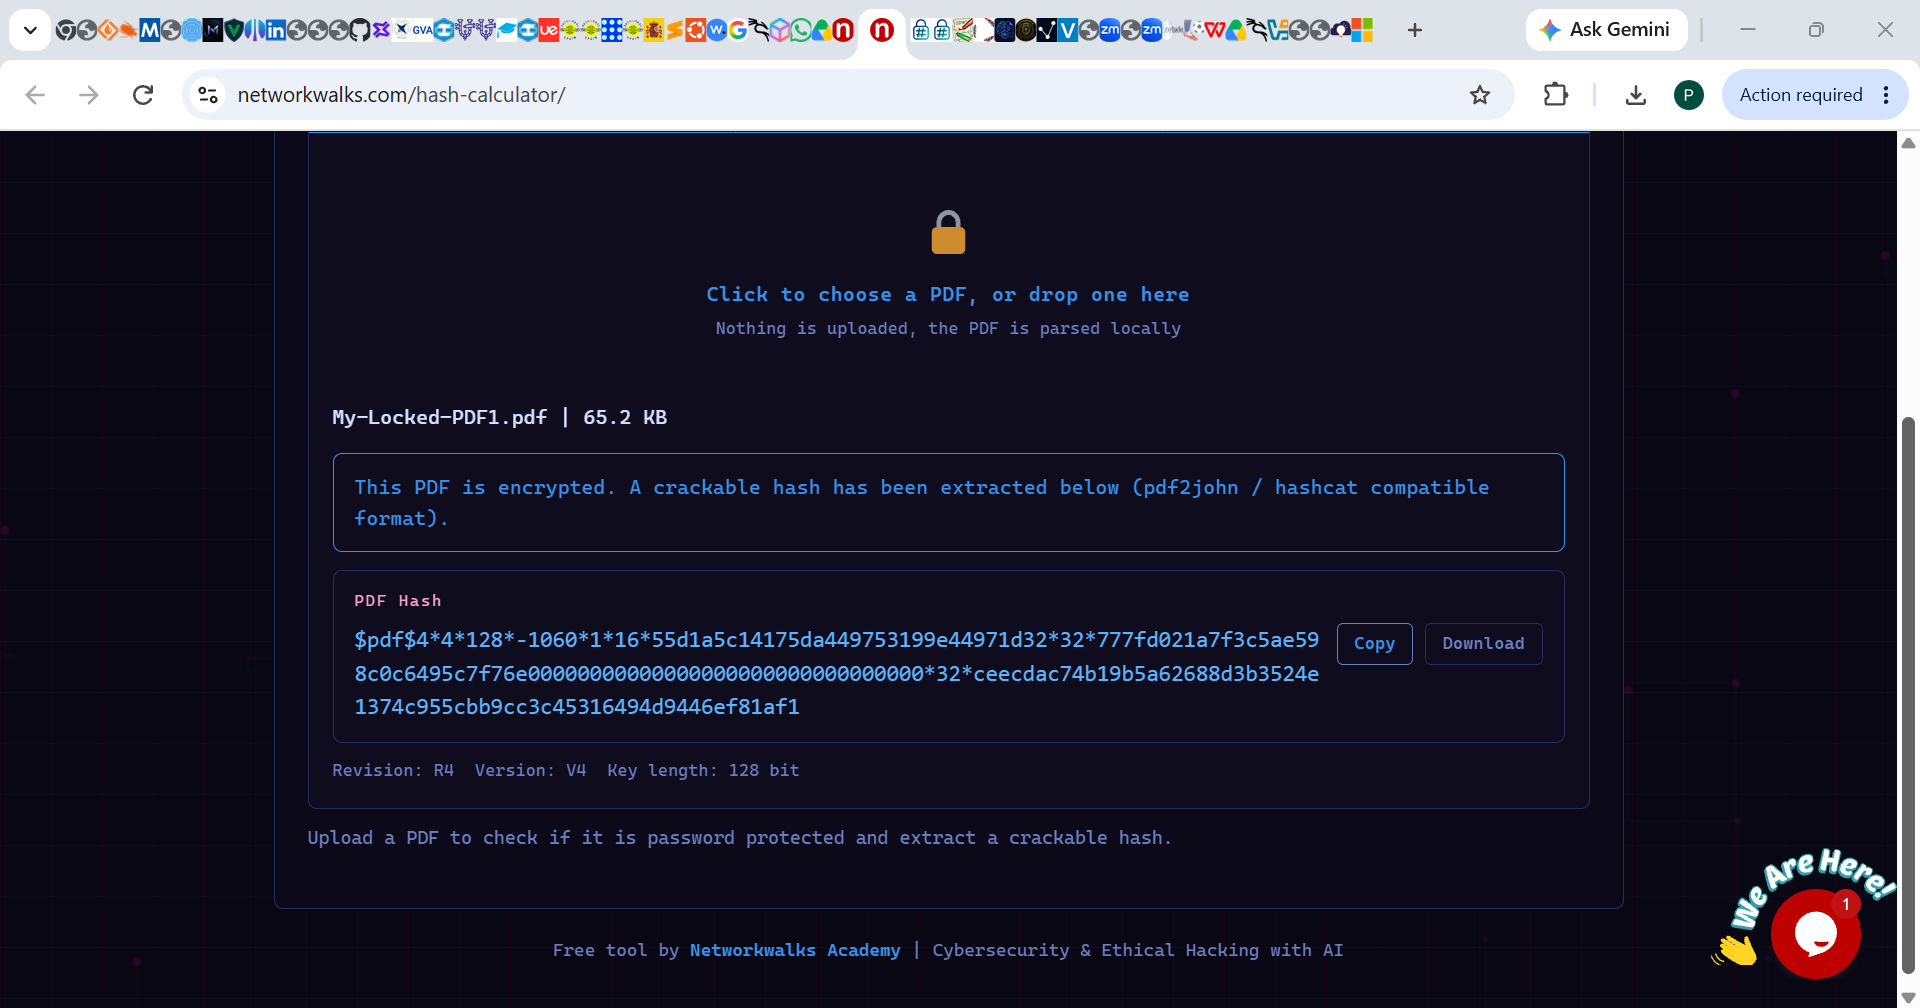 GVA
ue
zm
zm
Ask Gemini
networkwalks.com/hash-calculator/
P
Action required
Click to choose a PDF, or drop one here
Nothing is uploaded, the PDF is parsed locally
My-Locked-PDF1.pdf | 65.2 KB
This PDF is encrypted. A crackable hash has been extracted below (pdf2john / hashcat compatible
format).
PDF Hash
$pdf$4*4*128*-1060*1*16*55d1a5c14175da449753199e44971d32*32*777fd021a7f3c5ae59
8c0c6495c7f76e00000000000000000000000000000000*32*ceecdac74b19b5a62688d3b3524e
1374c955cbb9cc3c45316494d9446ef81af1
Copy
Download
Revision: R4 Version: V4 Key length: 128 bit
Upload a PDF to check if it is password protected and extract a crackable hash.
We Are Here!
1
Free tool by Networkwalks Academy | Cybersecurity & Ethical Hacking with AI